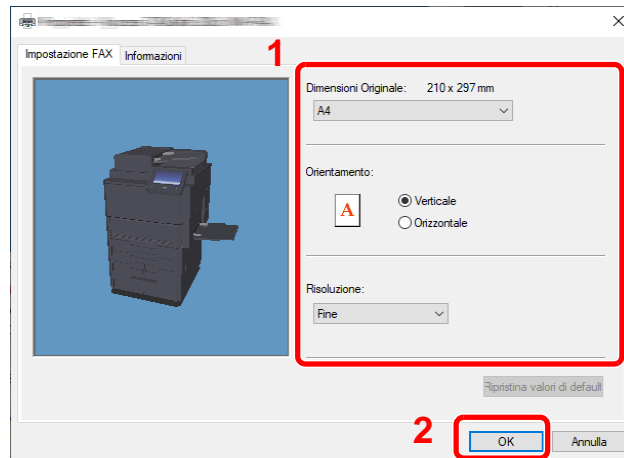 Impostazione FAX
Informazioni
1
Dimensioni Originale: 210 x 297 mm
A4
Orientamento:
A
Verticale
Orizzontale
Risoluzione:
Fine
Ripristina valori di default
2
OK
Annulla